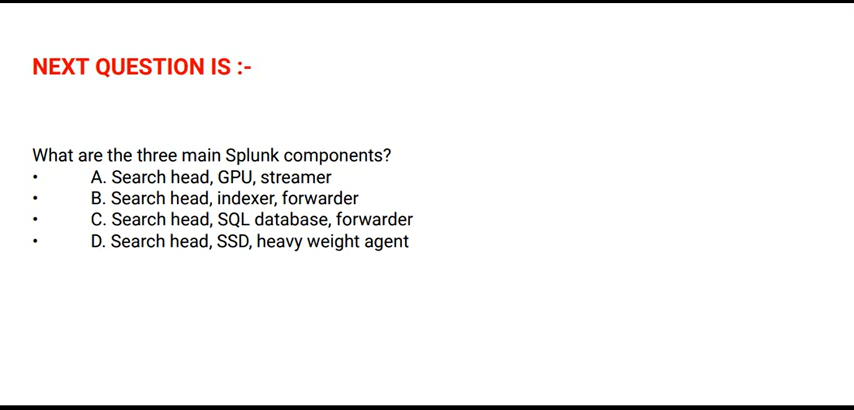 NEXT QUESTION IS :-
What are the three main Splunk components?
• A. Search head, GPU, streamer
• B. Search head, indexer, forwarder
• C. Search head, SQL database, forwarder
• D. Search head, SSD, heavy weight agent